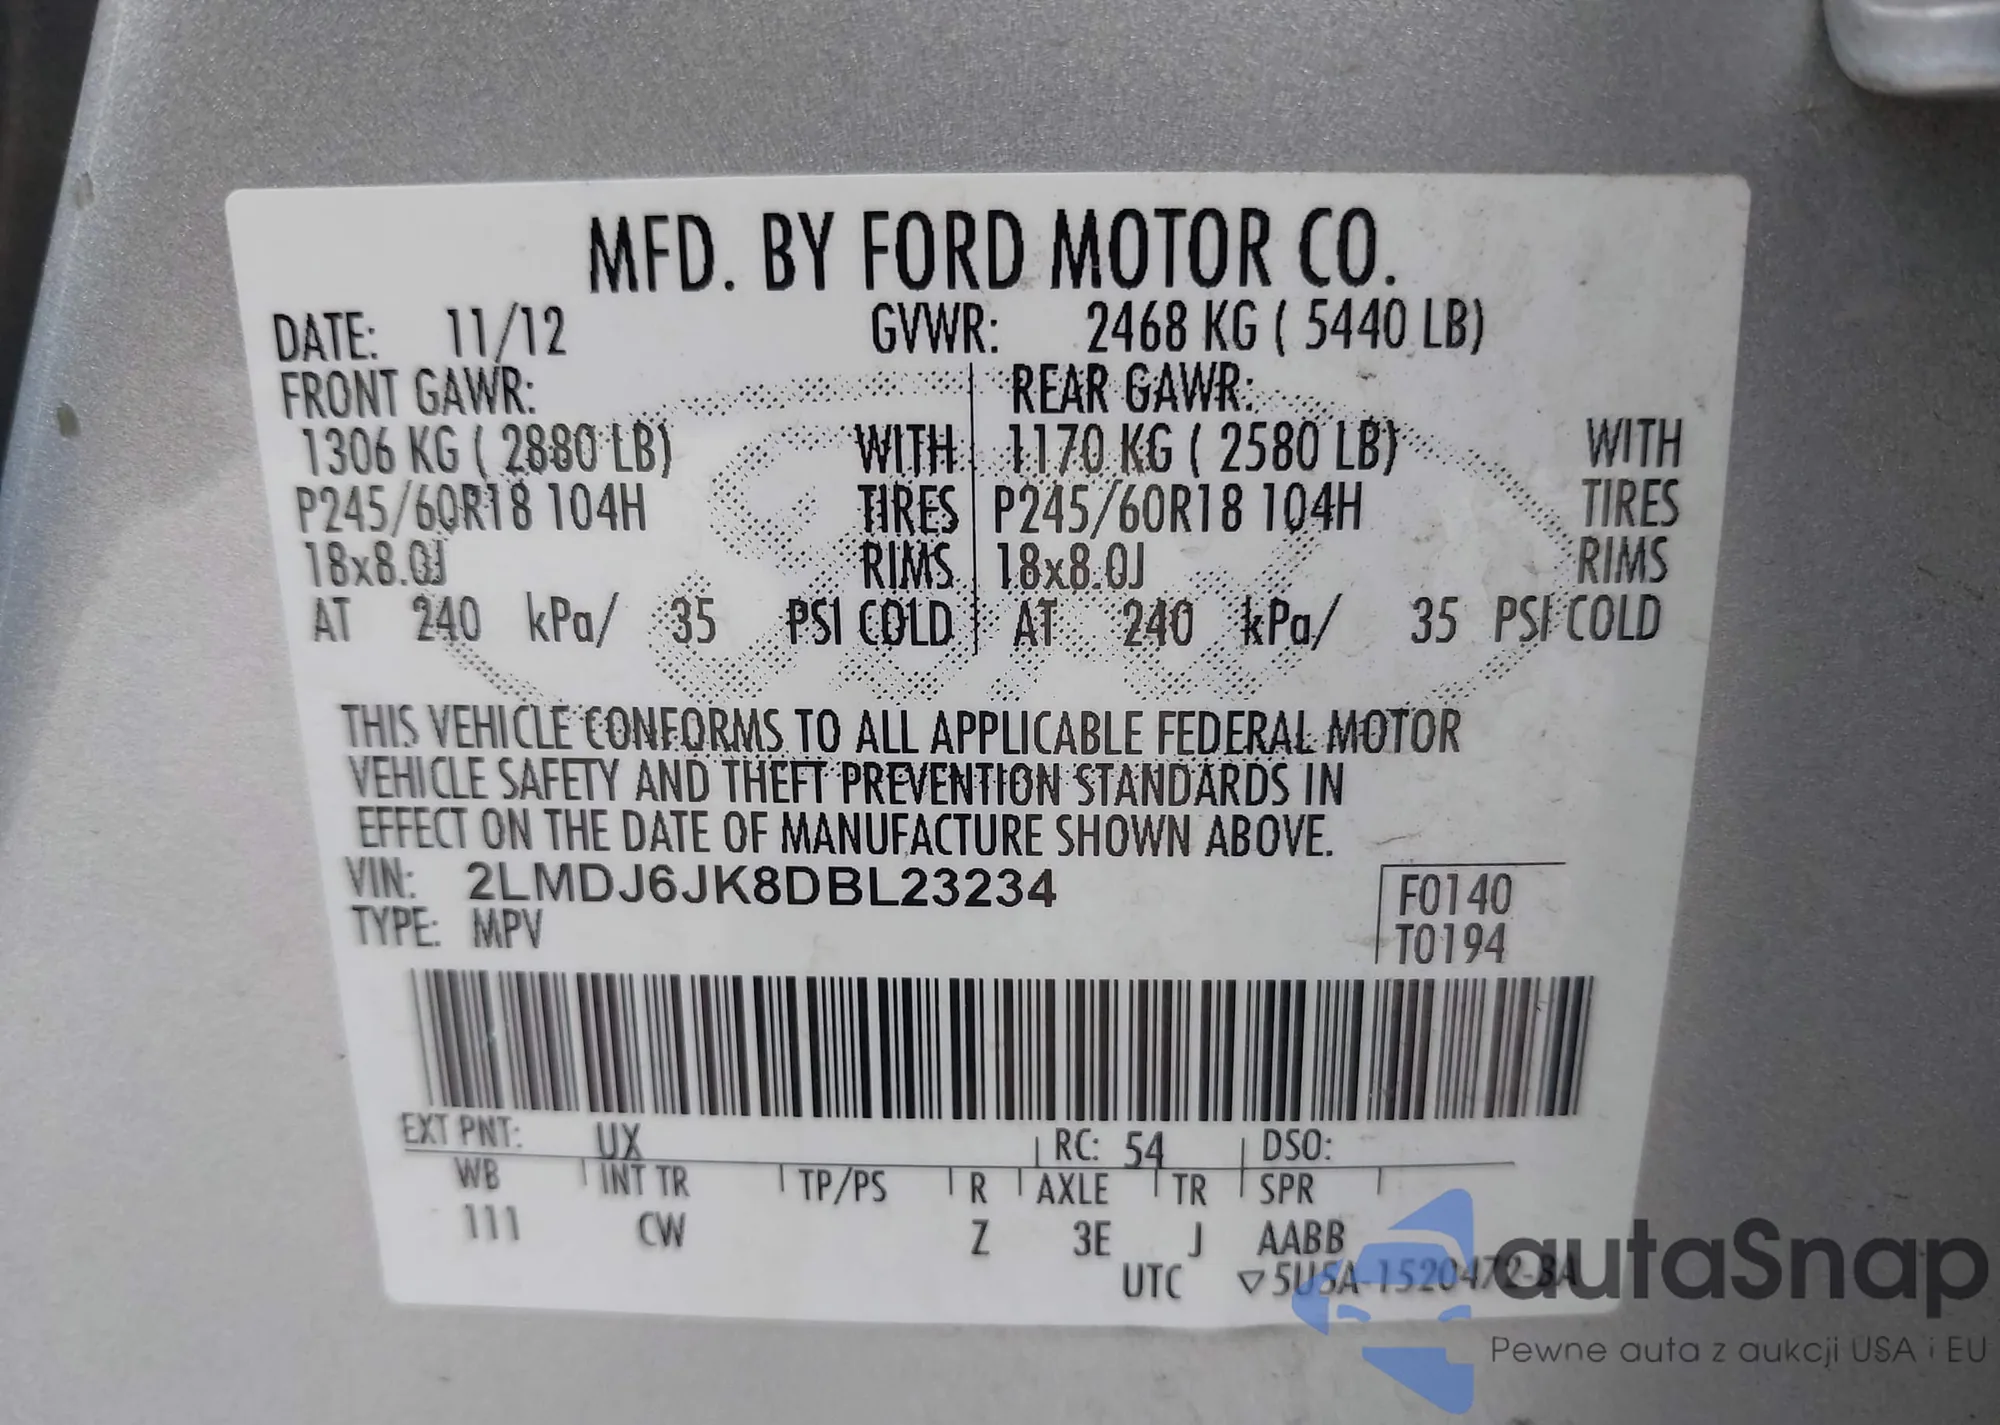 MFD. BY FORD MOTOR CO.
DATE: 11/12 GVWR: 2468 KG ( 5440 LB)
FRONT GAWR: REAR GAWR:
1306 KG ( 2880 LB) WITH 1170 KG ( 2580 LB) WITH
P245/60R18 104H TIRES P245/60R18 104H TIRES
18x8.0J RIMS 18x8.0J RIMS
AT 240 kPa/ 35 PSI COLD AT 240 kPa/ 35 PSI COLD
THIS VEHICLE CONFORMS TO ALL APPLICABLE FEDERAL MOTOR
VEHICLE SAFETY AND THEFT PREVENTION STANDARDS IN
EFFECT ON THE DATE OF MANUFACTURE SHOWN ABOVE.
VIN: 2LMDJ6JK8DBL23234 F0140
TYPE: MPV T0194
EXT PNT: UX RC: 54 DSO:
WB INT TR TP/PS R AXLE TR SPR
111 CW Z 3E J AABB
UTC ▽5U5A-1520472-BA
autaSnap
Pewne auta z aukcji USA i EU